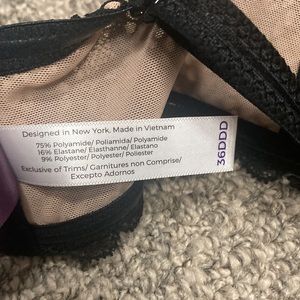 Designed in New York. Made in Vietnam
75% Polyamide/ Poliamida/ Polyamide
16% Elastane/ Élasthanne/ Elastano
9% Polyester/ Polyester/ Poliester
Exclusive of Trims/ Garnitures non Comprise/
Excepto Adornos
36DDD